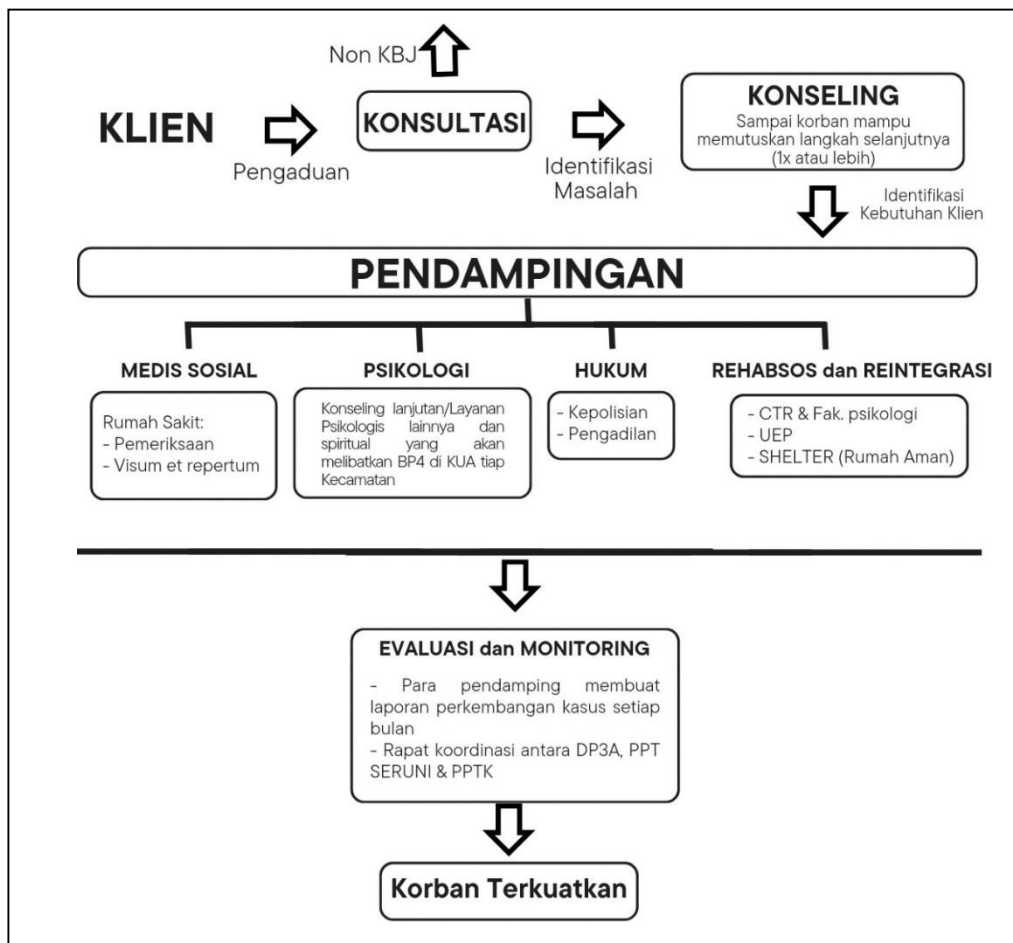 Non KBJ
KLIEN
Pengaduan
KONSULTASI
Identifikasi
Masalah
KONSELING
Sampai korban mampu
memutuskan langkah selanjutnya
(1x atau lebih)
Identifikasi
Kebutuhan Klien
PENDAMPINGAN
MEDIS SOSIAL
Rumah Sakit:
- Pemeriksaan
- Visum et repertum
PSIKOLOGI
Konseling lanjutan/Layanan
Psikologis lainnya dan
spiritual yang akan
melibatkan BP4 di KUA tiap
Kecamatan
HUKUM
- Kepolisian
- Pengadilan
REHABSOS dan REINTEGRASI
- CTR & Fak. psikologi
- UEP
- SHELTER (Rumah Aman)
EVALUASI dan MONITORING
- Para pendamping membuat
laporan perkembangan kasus setiap
bulan
- Rapat koordinasi antara DP3A, PPT
SERUNI & PPTK
Korban Terkuatkan